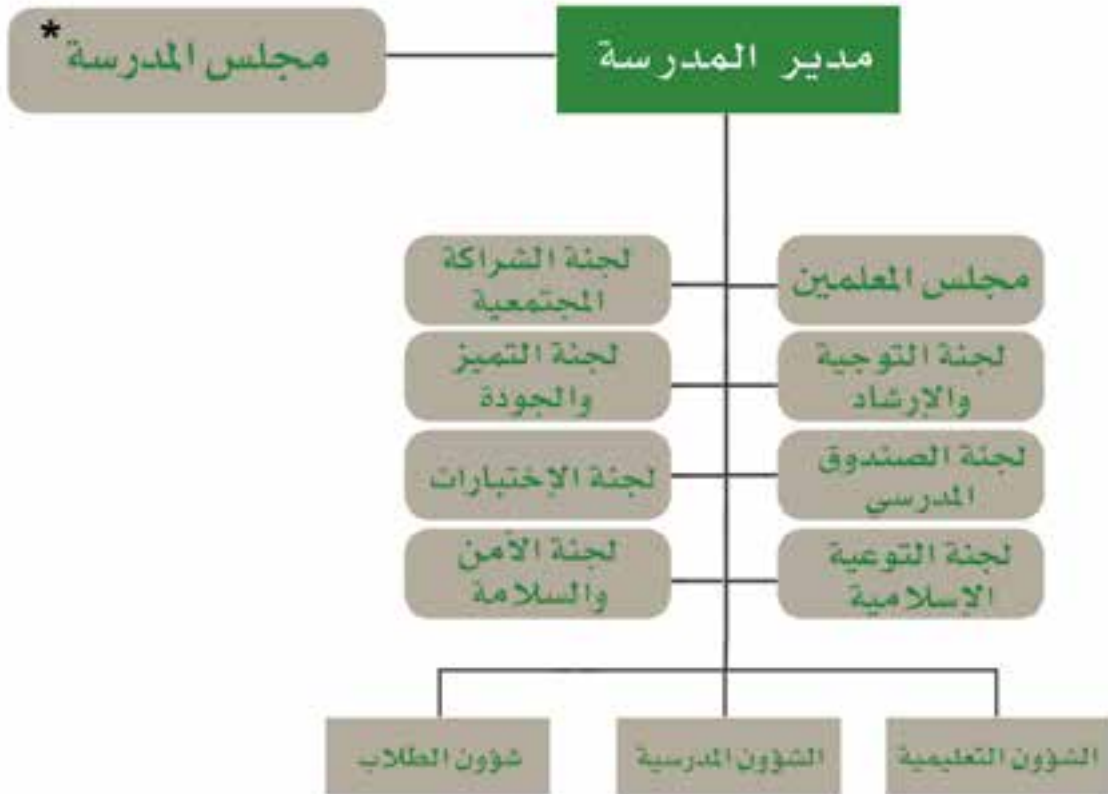 مدير المدرسة
مجلس المدرسة*
مجلس المعلمين
لجنة الشراكة
المجتمعية
لجنة التوجية
والإرشاد
لجنة التميز
والجودة
لجنة الصندوق
المدرسي
لجنة الإختبارات
لجنة التوعية
الإسلامية
لجنة الأمن
والسلامة
الشؤون التعليمية
الشؤون المدرسية
شؤون الطلاب